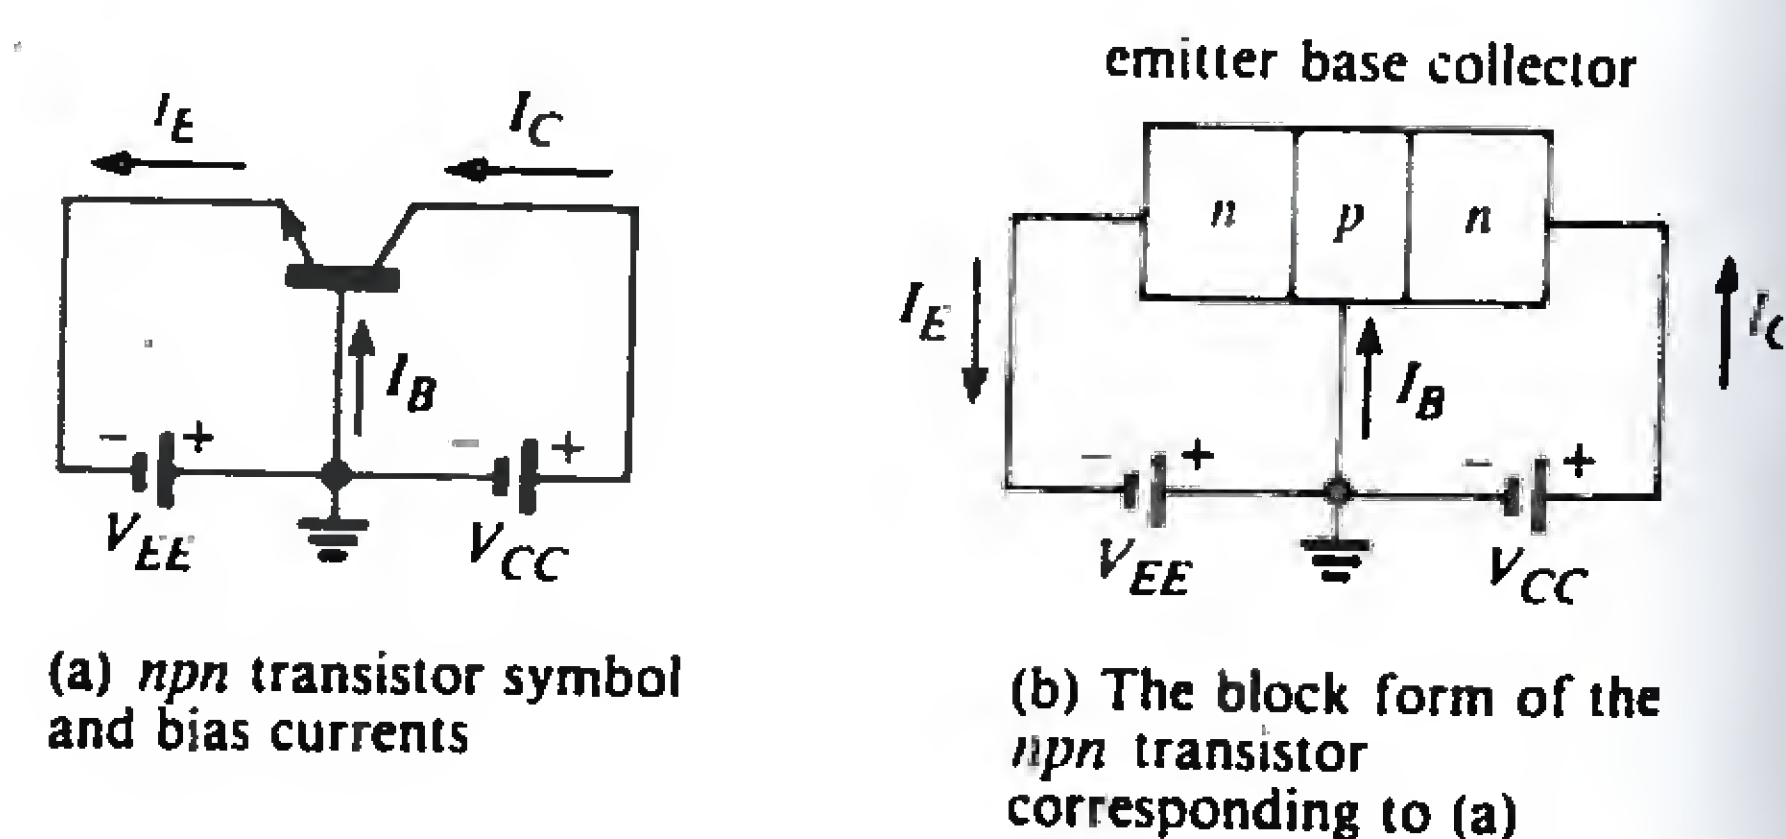 I_E
I_C
I_B
- +
- +
V_EE
V_CC
(a) npn transistor symbol
and bias currents
emitter base collector
n p n
I_E
I_B
I_C
- +
- +
V_EE
V_CC
(b) The block form of the
npn transistor
corresponding to (a)